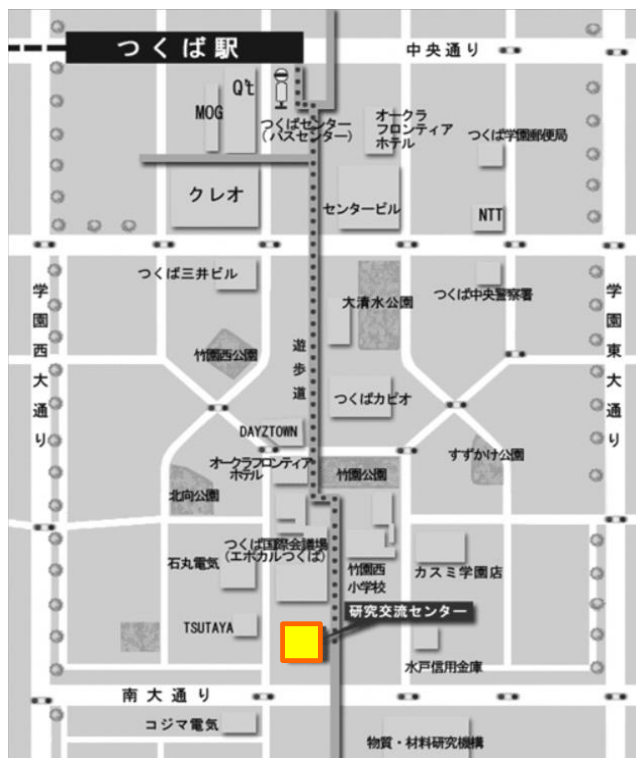 つくば駅
中央通り
Q't
MOG
つくばセンター
(バスセンター)
オークラ
フロンティア
ホテル
つくば学園郵便局
クレオ
センタービル
NTT
つくば三井ビル
大清水公園
つくば中央警察署
学園西大通り
学園東大通り
竹園西公園
遊歩道
つくばカピオ
DAYZTOWN
すずかけ公園
オークラフロンティア
ホテル
竹園公園
北向公園
つくば国際会議場
(エポカルつくば)
石丸電気
竹園西
小学校
カスミ学園店
研究交流センター
TSUTAYA
水戸信用金庫
南大通り
コジマ電気
物質・材料研究機構